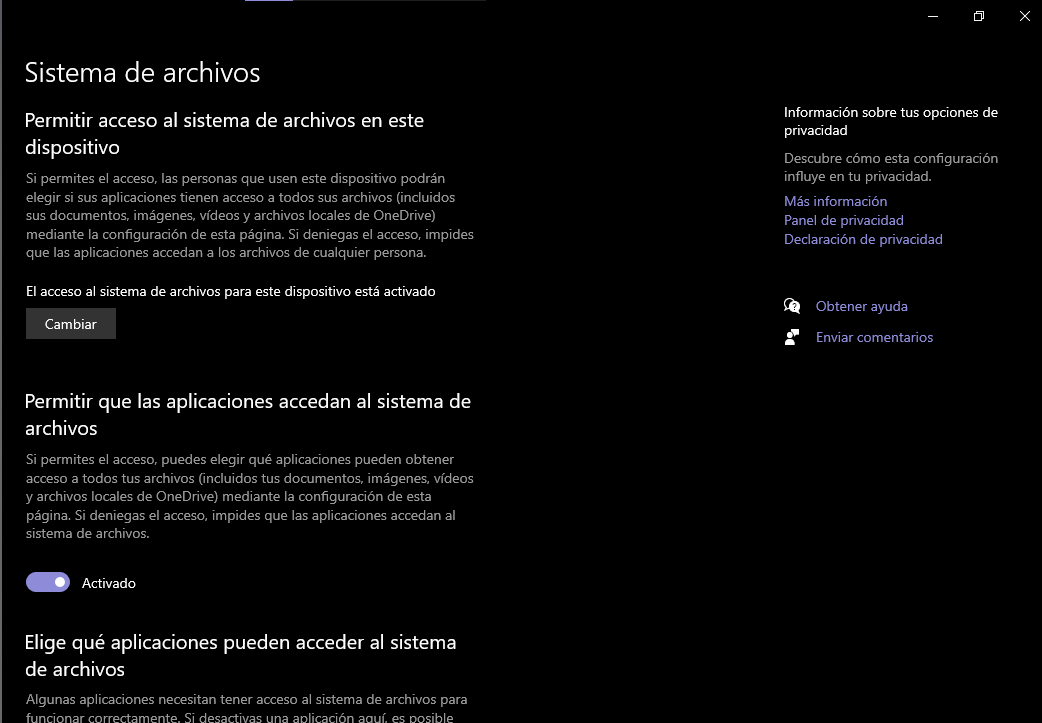 Sistema de archivos
Permitir acceso al sistema de archivos en este
dispositivo
Si permites el acceso, las personas que usen este dispositivo podrán
elegir si sus aplicaciones tienen acceso a todos sus archivos (incluidos
sus documentos, imágenes, vídeos y archivos locales de OneDrive)
mediante la configuración de esta página. Si deniegas el acceso, impides
que las aplicaciones accedan a los archivos de cualquier persona.
El acceso al sistema de archivos para este dispositivo está activado
Cambiar
Permitir que las aplicaciones accedan al sistema de
archivos
Si permites el acceso, puedes elegir qué aplicaciones pueden obtener
acceso a todos tus archivos (incluidos tus documentos, imágenes, vídeos
y archivos locales de OneDrive) mediante la configuración de esta
página. Si deniegas el acceso, impides que las aplicaciones accedan al
sistema de archivos.
Activado
Elige qué aplicaciones pueden acceder al sistema
de archivos
Algunas aplicaciones necesitan tener acceso al sistema de archivos para
funcionar correctamente. Si desactivas una aplicación aquí, es posible
Información sobre tus opciones de
privacidad
Descubre cómo esta configuración
influye en tu privacidad.
Más información
Panel de privacidad
Declaración de privacidad
Obtener ayuda
Enviar comentarios